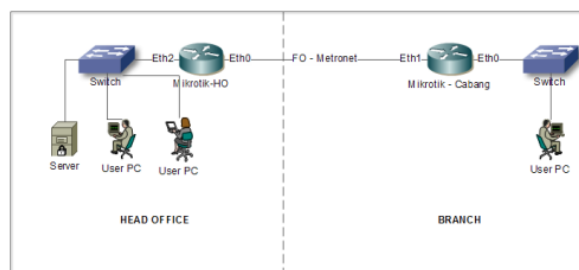 Eth2
Eth0
FO - Metronet
Eth1
Eth0
Switch
Mikrotik-HO
Mikrotik - Cabang
Switch
Server
User PC
User PC
User PC
HEAD OFFICE
BRANCH